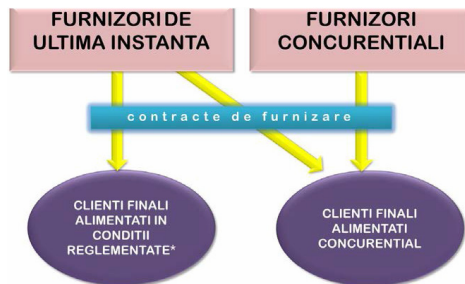 FURNIZORI DE
ULTIMA INSTANTA
FURNIZORI
CONCURENTIALI
contracte de furnizare
CLIENTI FINALI
ALIMENTATI IN
CONDITII
REGLEMENTATE*
CLIENTI FINALI
ALIMENTATI
CONCURENTIAL